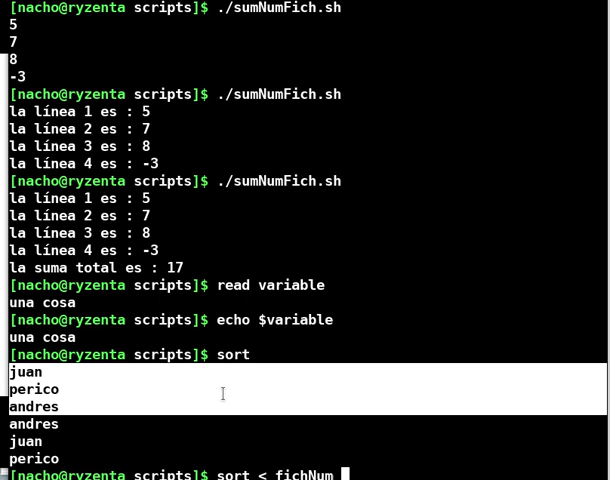 [nacho@ryzenta scripts]$ ./sumNumFich.sh
5
7
8
-3
[nacho@ryzenta scripts]$ ./sumNumFich.sh
la línea 1 es : 5
la línea 2 es : 7
la línea 3 es : 8
la línea 4 es : -3
[nacho@ryzenta scripts]$ ./sumNumFich.sh
la línea 1 es : 5
la línea 2 es : 7
la línea 3 es : 8
la línea 4 es : -3
la suma total es : 17
[nacho@ryzenta scripts]$ read variable
una cosa
[nacho@ryzenta scripts]$ echo $variable
una cosa
[nacho@ryzenta scripts]$ sort
juan
perico
andres
andres
juan
perico
[nacho@ryzenta scripts]$ sort < fichNum